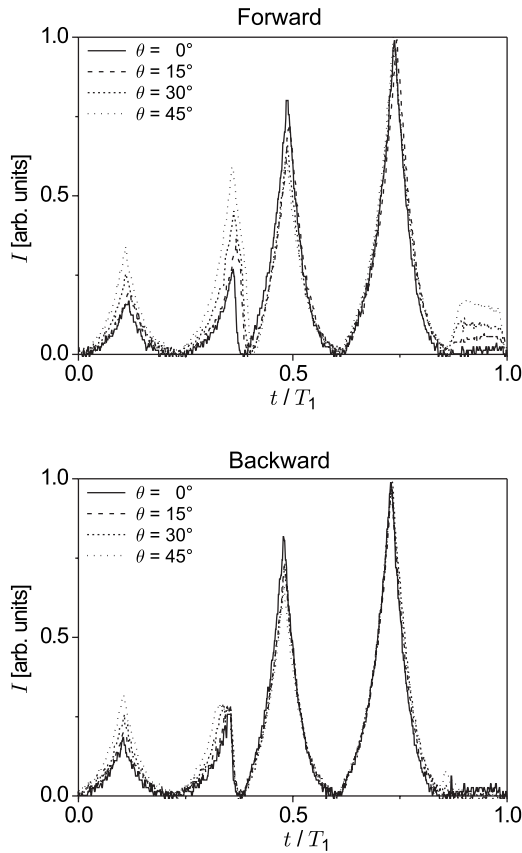 Forward
1.0
θ = 0°
θ = 15°
θ = 30°
θ = 45°
0.5
I [arb. units]
0.0
0.0 0.5 1.0
t / T1
Backward
1.0
θ = 0°
θ = 15°
θ = 30°
θ = 45°
0.5
I [arb. units]
0.0
0.0 0.5 1.0
t / T1